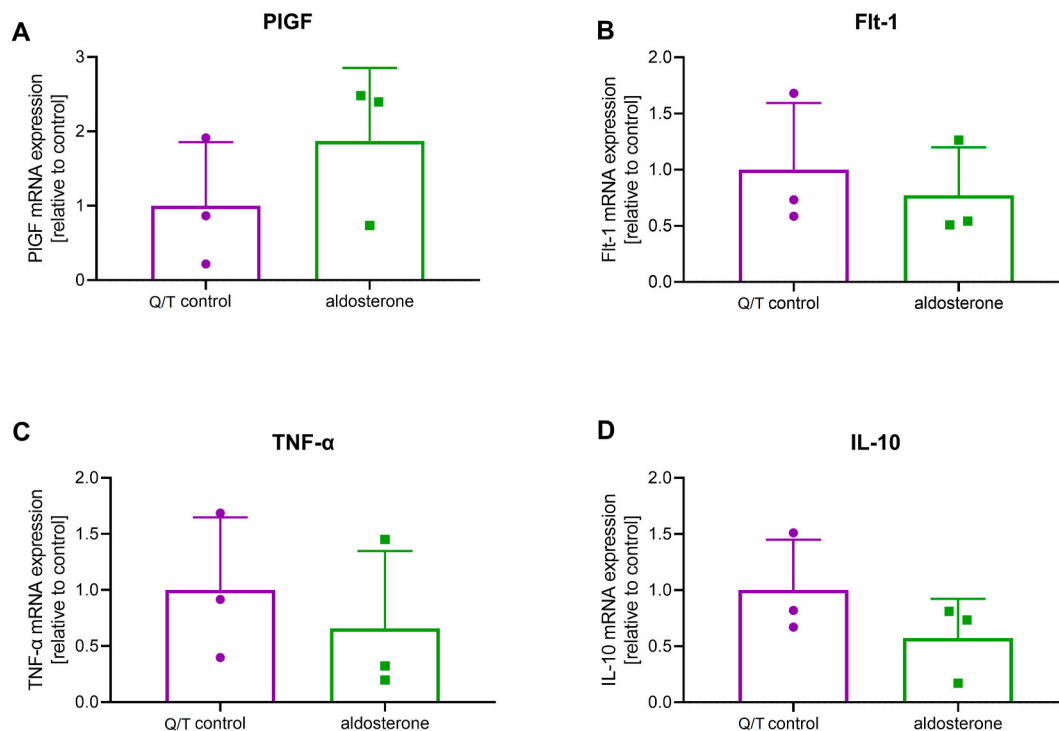 A
PlGF
PlGF mRNA expression
[relative to control]
3
2
1
0
Q/T control
aldosterone
B
Flt-1
Flt-1 mRNA expression
[relative to control]
2.0
1.5
1.0
0.5
0.0
Q/T control
aldosterone
C
TNF-α
TNF-α mRNA expression
[relative to control]
2.0
1.5
1.0
0.5
0.0
Q/T control
aldosterone
D
IL-10
IL-10 mRNA expression
[relative to control]
2.0
1.5
1.0
0.5
0.0
Q/T control
aldosterone